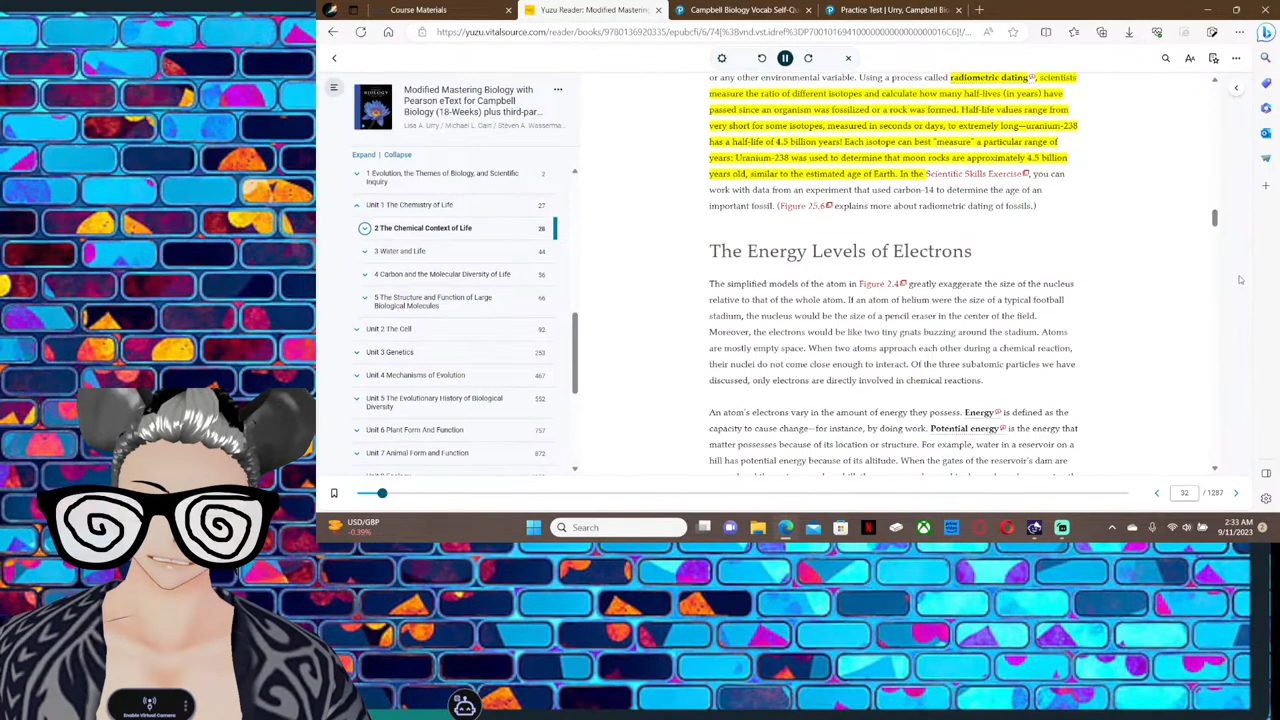 Course Materials
Yuzu Reader: Modified Mastering
Campbell Biology Vocab Self-Q
Practice Test | Urry, Campbell Bi
https://yuzu.vitalsource.com/reader/books/9780136920335/epubcfi/6/74[%3Bvnd.vst.idref%3DP70010169410000000000000000016C6]!/...
Modified Mastering Biology with
Pearson eText for Campbell
Biology (18-Weeks) plus third-par...
Lisa A. Urry / Michael L. Cain / Steven A. Wasserma...
Expand | Collapse
1 Evolution, the Themes of Biology, and Scientific
Inquiry
2
Unit 1 The Chemistry of Life 27
2 The Chemical Context of Life 28
3 Water and Life 44
4 Carbon and the Molecular Diversity of Life 56
5 The Structure and Function of Large
Biological Molecules
66
Unit 2 The Cell 92
Unit 3 Genetics 253
Unit 4 Mechanisms of Evolution 467
Unit 5 The Evolutionary History of Biological
Diversity
552
Unit 6 Plant Form And Function 757
Unit 7 Animal Form and Function 872
or any other environmental variable. Using a process called radiometric dating, scientists
measure the ratio of different isotopes and calculate how many half-lives (in years) have
passed since an organism was fossilized or a rock was formed. Half-life values range from
very short for some isotopes, measured in seconds or days, to extremely long—uranium-238
has a half-life of 4.5 billion years! Each isotope can best "measure" a particular range of
years: Uranium-238 was used to determine that moon rocks are approximately 4.5 billion
years old, similar to the estimated age of Earth. In the Scientific Skills Exercise, you can
work with data from an experiment that used carbon-14 to determine the age of an
important fossil. (Figure 25.6 explains more about radiometric dating of fossils.)
The Energy Levels of Electrons
The simplified models of the atom in Figure 2.4 greatly exaggerate the size of the nucleus
relative to that of the whole atom. If an atom of helium were the size of a typical football
stadium, the nucleus would be the size of a pencil eraser in the center of the field.
Moreover, the electrons would be like two tiny gnats buzzing around the stadium. Atoms
are mostly empty space. When two atoms approach each other during a chemical reaction,
their nuclei do not come close enough to interact. Of the three subatomic particles we have
discussed, only electrons are directly involved in chemical reactions.
An atom's electrons vary in the amount of energy they possess. Energy is defined as the
capacity to cause change—for instance, by doing work. Potential energy is the energy that
matter possesses because of its location or structure. For example, water in a reservoir on a
hill has potential energy because of its altitude. When the gates of the reservoir's dam are
32 / 1287
USD/GBP
-0.39%
Search
2:33 AM
9/11/2023
Enable Virtual Camera